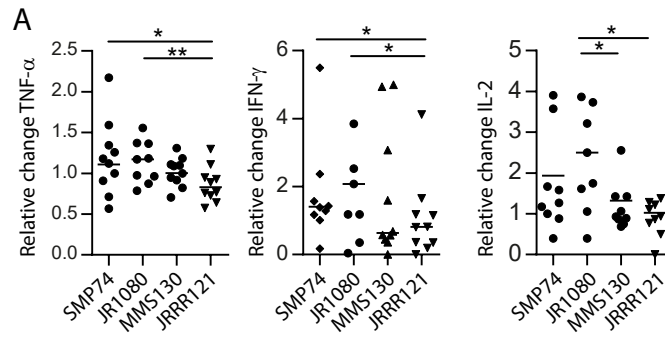 A
*
**
Relative change TNF-α
2.5
2.0
1.5
1.0
0.5
0.0
SMP74
JR1080
MMS130
JRRR121
*
*
Relative change IFN-γ
6
4
2
0
SMP74
JR1080
MMS130
JRRR121
*
*
Relative change IL-2
5
4
3
2
1
0
SMP74
JR1080
MMS130
JRRR121